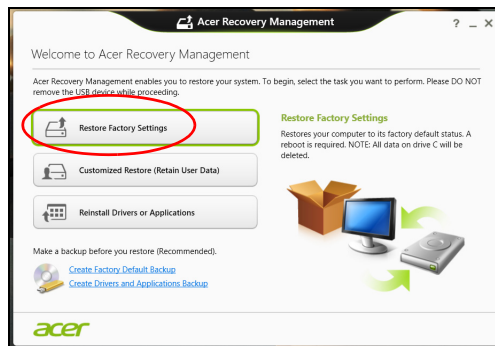 Acer Recovery Management
? _ X
Welcome to Acer Recovery Management
Acer Recovery Management enables you to restore your system. To begin, select the task you want to perform. Please DO NOT
remove the USB device while proceeding.
Restore Factory Settings
Customized Restore (Retain User Data)
Reinstall Drivers or Applications
Restore Factory Settings
Restores your computer to its factory default status. A
reboot is required. NOTE: All data on drive C will be
deleted.
Make a backup before you restore (Recommended).
Create Factory Default Backup
Create Drivers and Applications Backup
acer